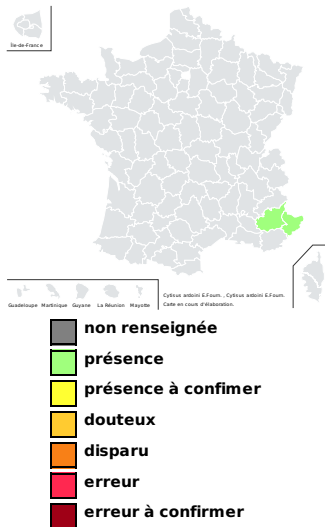 Île-de-France
Guadeloupe Martinique Guyane La Réunion Mayotte
Cytisus ardoini E.Fourn. , Cytisus ardoini E.Fourn.
Carte en cours d'élaboration.
non renseignée
présence
présence à confimer
douteux
disparu
erreur
erreur à confirmer